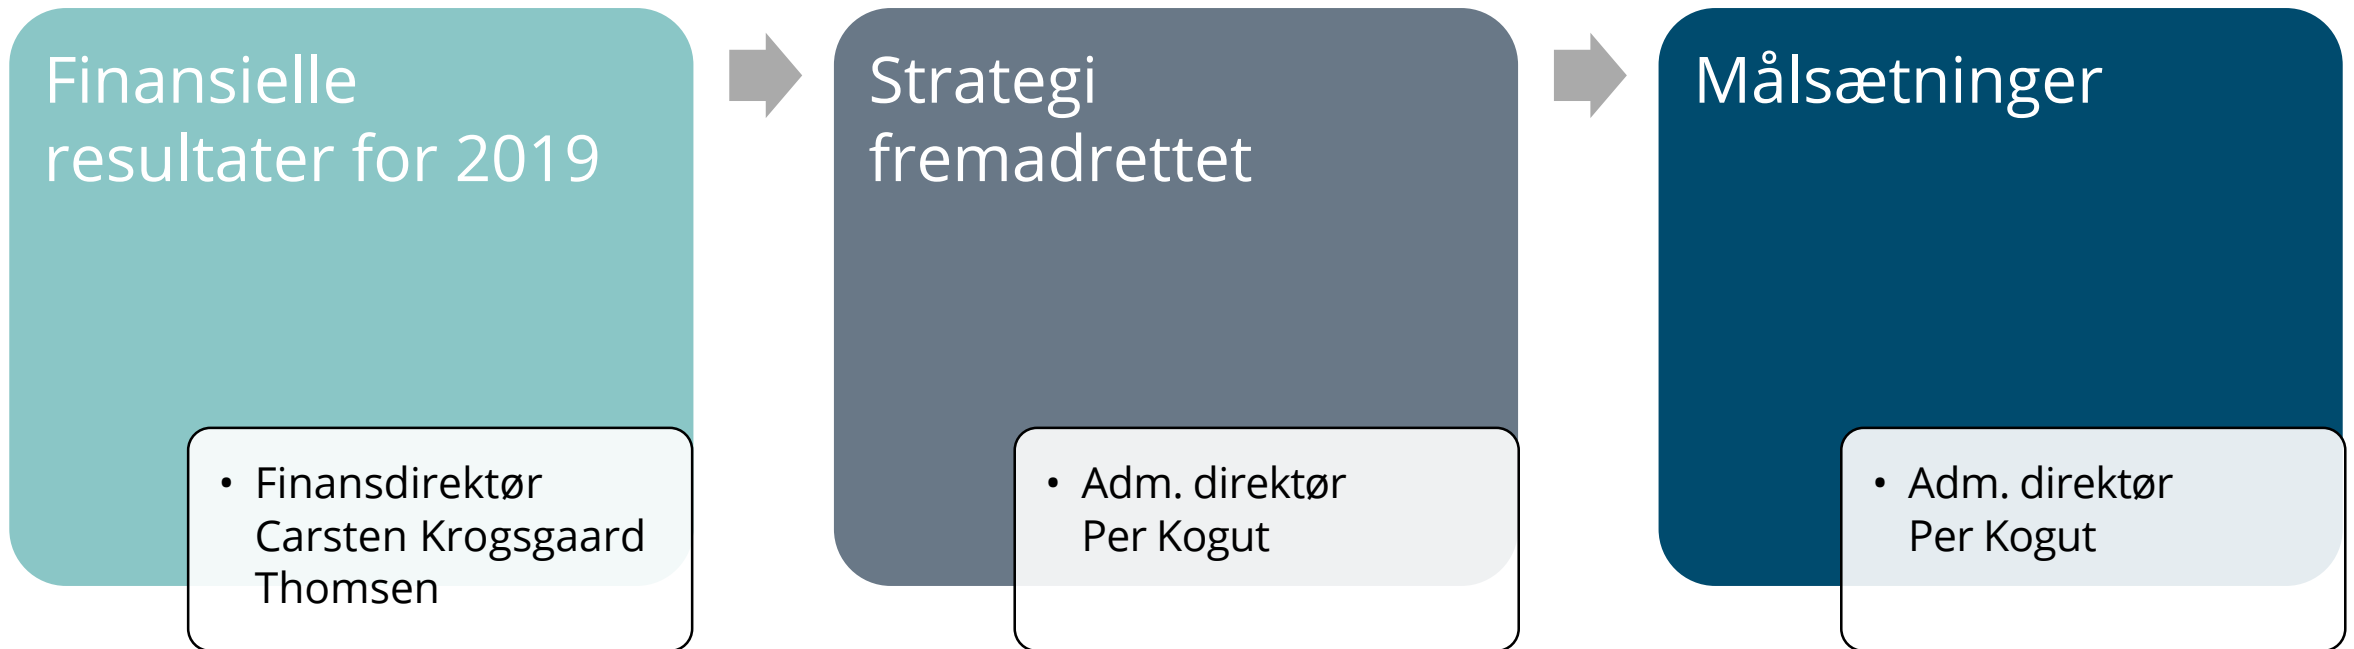 Finansielle
resultater for 2019
• Finansdirektør
Carsten Krogsgaard
Thomsen
Strategi
fremadrettet
• Adm. direktør
Per Kogut
Målsætninger
• Adm. direktør
Per Kogut